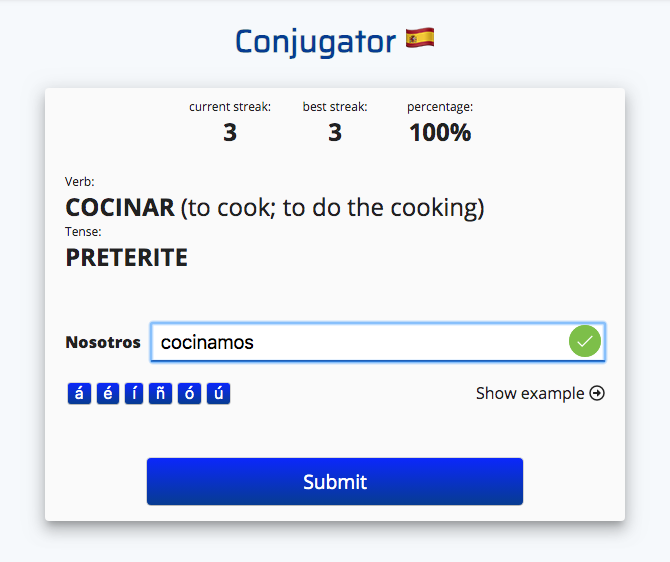 Conjugator
current streak: best streak: percentage:
3 3 100%
Verb:
COCINAR (to cook; to do the cooking)
Tense:
PRETERITE
Nosotros cocinamos
á é í ñ ó ú Show example
Submit